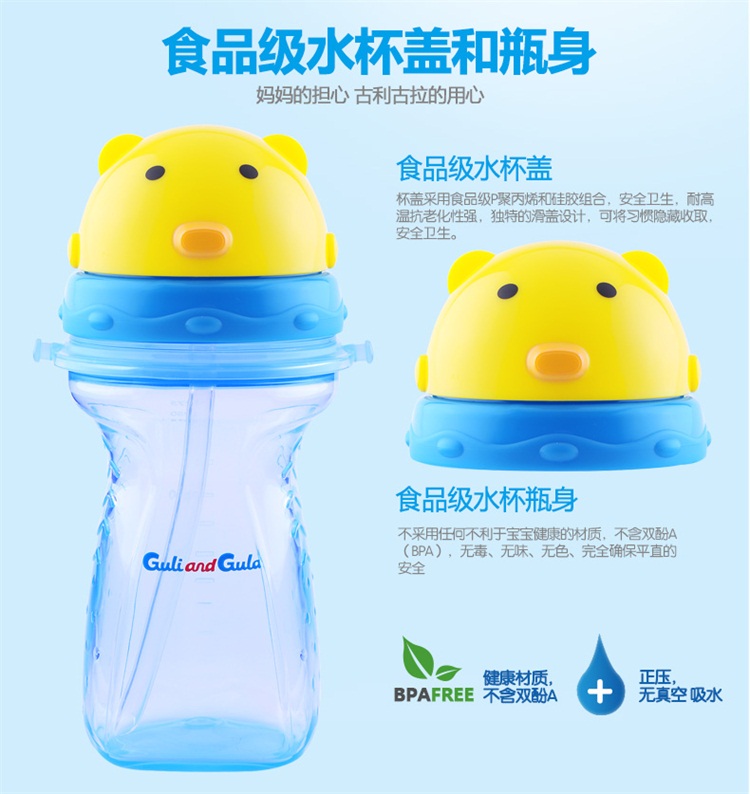 食品级水杯盖和瓶身
妈妈的担心 古利古拉的用心
食品级水杯盖
杯盖采用食品级P聚丙烯和硅胶组合，安全卫生，耐高
温抗老化性强，独特的滑盖设计，可将习惯隐藏收取，
安全卫生。
食品级水杯瓶身
不采用任何不利于宝宝健康的材质，不含双酚A
（BPA），无毒、无味、无色、完全确保平直的
安全
Guli and Gula
BPAFREE
健康材质，
不含双酚A
正压，
无真空 吸水